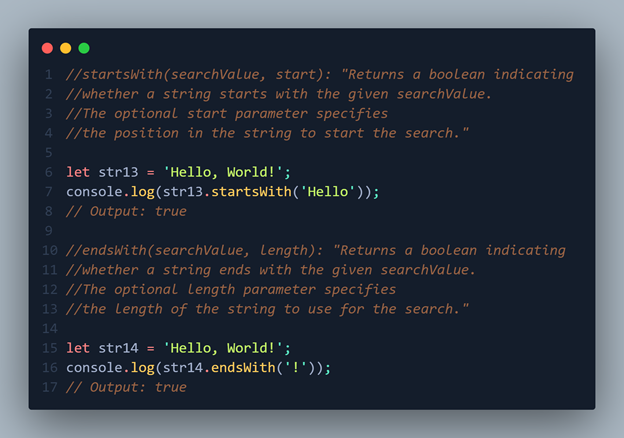 1 //startsWith(searchValue, start): "Returns a boolean indicating
2 //whether a string starts with the given searchValue.
3 //The optional start parameter specifies
4 //the position in the string to start the search."
5
6 let str13 = 'Hello, World!';
7 console.log(str13.startsWith('Hello'));
8 // Output: true
9
10 //endsWith(searchValue, length): "Returns a boolean indicating
11 //whether a string ends with the given searchValue.
12 //The optional length parameter specifies
13 //the length of the string to use for the search."
14
15 let str14 = 'Hello, World!';
16 console.log(str14.endsWith('!'));
17 // Output: true